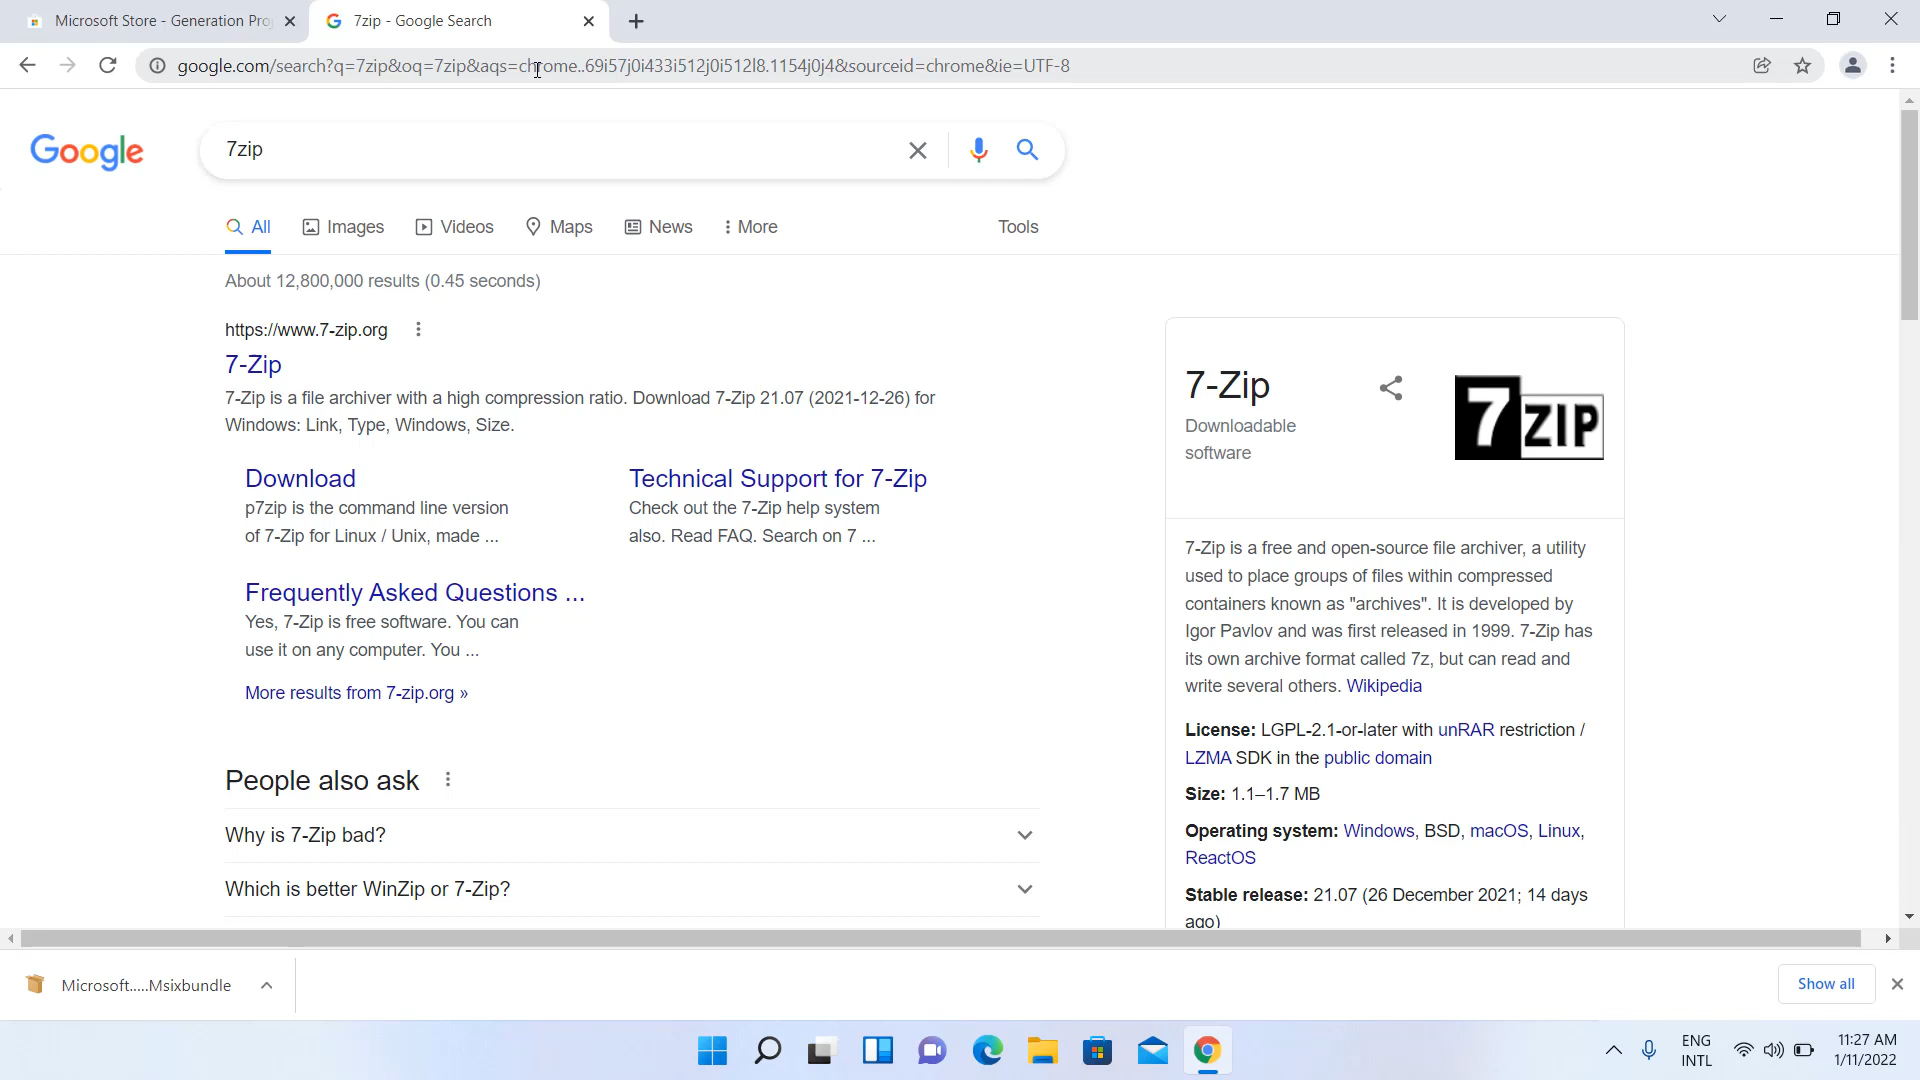 Microsoft Store - Generation Pro
7zip - Google Search
google.com/search?q=7zip&oq=7zip&aqs=chrome..69i57j0i433i512j0i512l8.1154j0j4&sourceid=chrome&ie=UTF-8
Google
7zip
All
Images
Videos
Maps
News
More
Tools
About 12,800,000 results (0.45 seconds)
https://www.7-zip.org
7-Zip
7-Zip is a file archiver with a high compression ratio. Download 7-Zip 21.07 (2021-12-26) for
Windows: Link, Type, Windows, Size.
Download
p7zip is the command line version
of 7-Zip for Linux / Unix, made ...
Technical Support for 7-Zip
Check out the 7-Zip help system
also. Read FAQ. Search on 7 ...
Frequently Asked Questions ...
Yes, 7-Zip is free software. You can
use it on any computer. You ...
More results from 7-zip.org »
People also ask
Why is 7-Zip bad?
Which is better WinZip or 7-Zip?
7-Zip
Downloadable
software
7 ZIP
7-Zip is a free and open-source file archiver, a utility
used to place groups of files within compressed
containers known as "archives". It is developed by
Igor Pavlov and was first released in 1999. 7-Zip has
its own archive format called 7z, but can read and
write several others. Wikipedia
License: LGPL-2.1-or-later with unRAR restriction /
LZMA SDK in the public domain
Size: 1.1–1.7 MB
Operating system: Windows, BSD, macOS, Linux,
ReactOS
Stable release: 21.07 (26 December 2021; 14 days
ago)
Microsoft.....Msixbundle
Show all
ENG
INTL
11:27 AM
1/11/2022